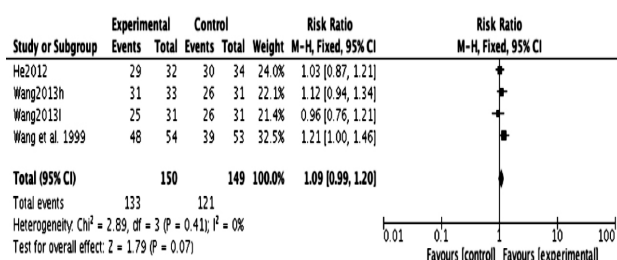 Experimental Control Risk Ratio Risk Ratio
Study or Subgroup Events Total Events Total Weight M-H, Fixed, 95% CI M-H, Fixed, 95% CI
He2012 29 32 30 34 24.0% 1.03 [0.87, 1.21]
Wang2013h 31 33 26 31 22.1% 1.12 [0.94, 1.34]
Wang2013l 25 31 26 31 21.4% 0.96 [0.76, 1.21]
Wang et al. 1999 48 54 39 53 32.5% 1.21 [1.00, 1.46]
Total (95% CI) 150 149 100.0% 1.09 [0.99, 1.20]
Total events 133 121
Heterogeneity: Chi² = 2.89, df = 3 (P = 0.41); I² = 0%
Test for overall effect: Z = 1.79 (P = 0.07)
0.01 0.1 1 10 100
Favours [control] Favours [experimental]